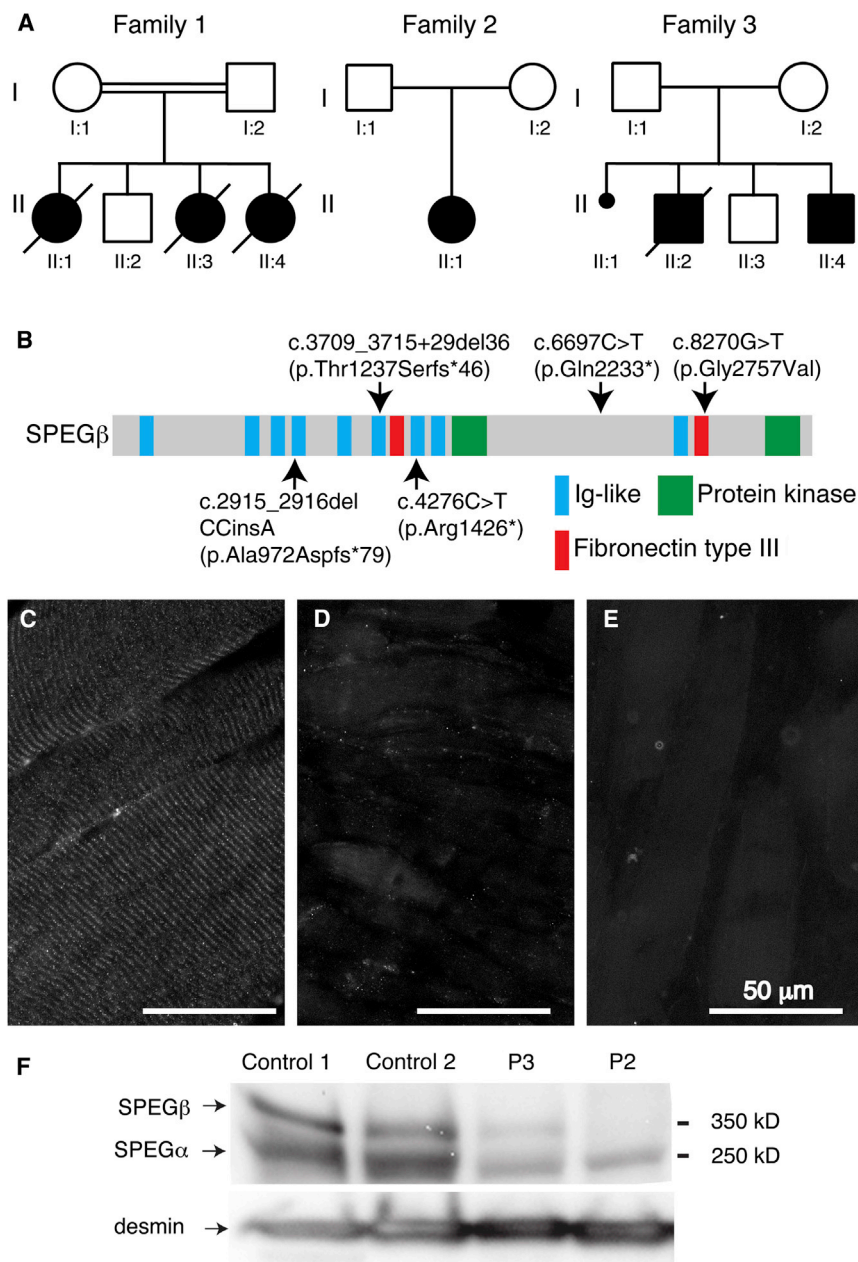 A
Family 1
Family 2
Family 3
I
I:1
I:2
I:1
I:2
I
I:1
I:2
II
II:1
II:2
II:3
II:4
II
II:1
II
II:1
II:2
II:3
II:4
B
c.3709_3715+29del36
(p.Thr1237Serfs*46)
c.6697C>T
(p.Gln2233*)
c.8270G>T
(p.Gly2757Val)
SPEGβ
c.2915_2916del
CCinsA
(p.Ala972Aspfs*79)
c.4276C>T
(p.Arg1426*)
Ig-like
Protein kinase
Fibronectin type III
C
D
E
50 μm
F
Control 1
Control 2
P3
P2
SPEGβ
350 kD
SPEGα
250 kD
desmin